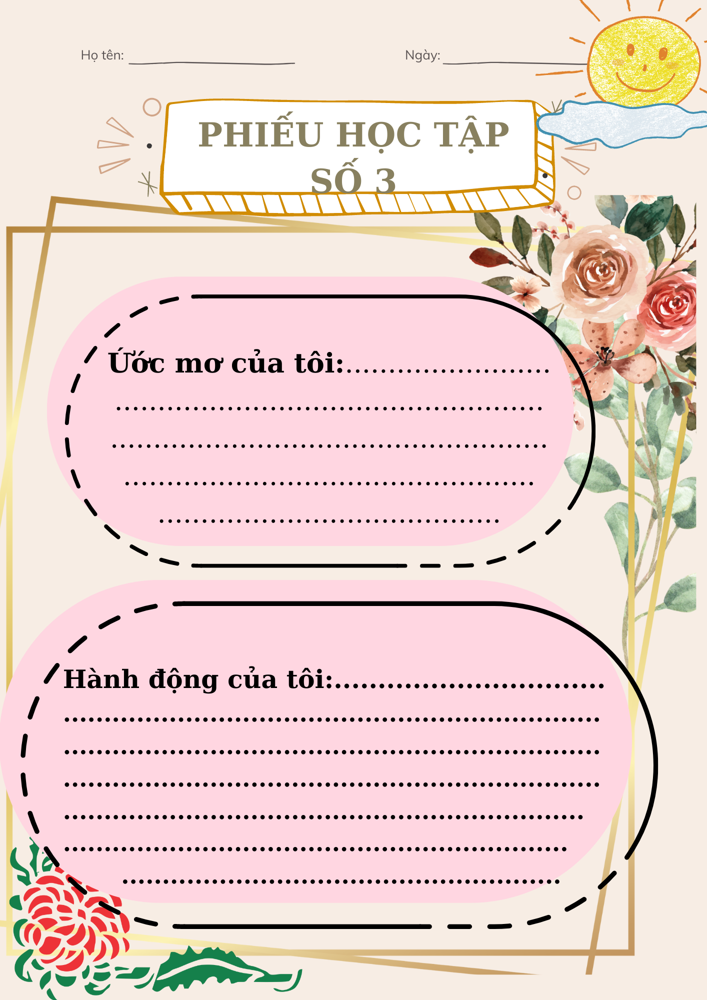 Họ tên: Ngày:
PHIẾU HỌC TẬP
SỐ 3
Ước mơ của tôi:........................
..................................................
...................................................
................................................
........................................
Hành động của tôi:...............................
..................................................................
..................................................................
..................................................................
................................................................
..............................................................
......................................................